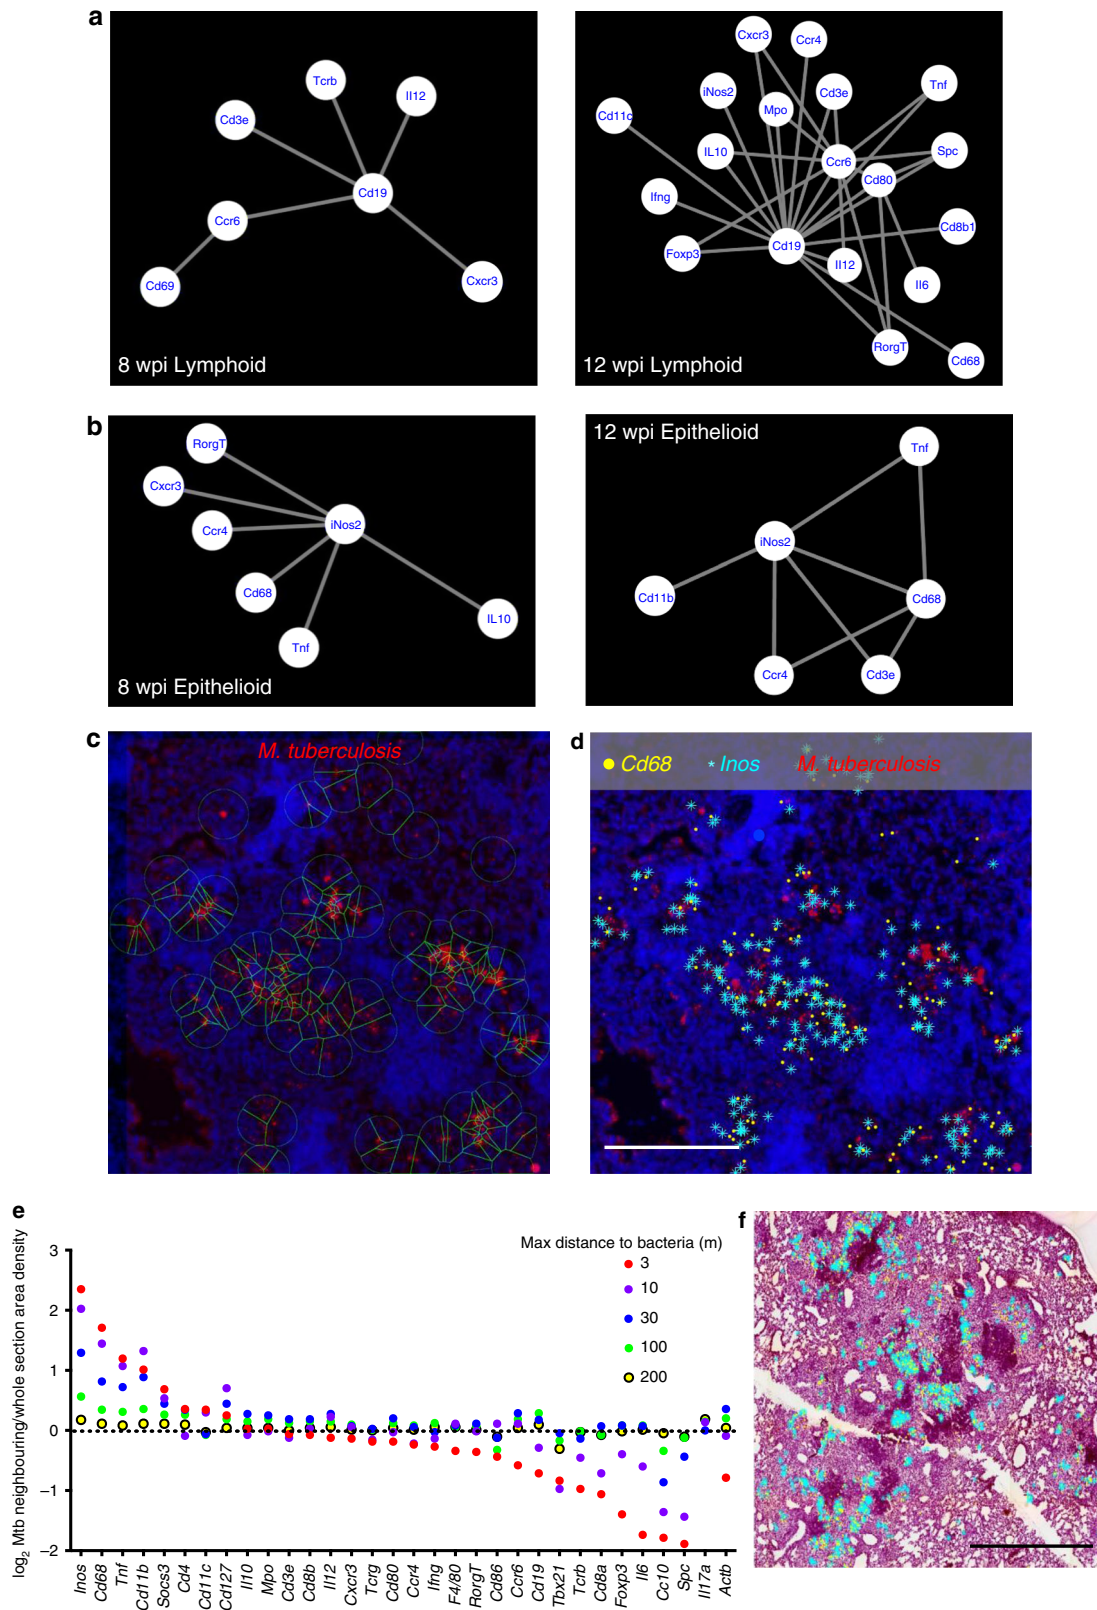 a
Tcrb
Il12
Cd3e
Cd19
Ccr6
Cd69
Cxcr3
8 wpi Lymphoid
Cxcr3
Ccr4
iNos2
Mpo
Cd3e
Tnf
Cd11c
IL10
Ccr6
Spc
Cd80
Ifng
Cd8b1
Foxp3
Cd19
Il12
Il6
RorgT
Cd68
12 wpi Lymphoid
b
RorgT
Cxcr3
iNos2
Ccr4
Cd68
IL10
Tnf
8 wpi Epithelioid
12 wpi Epithelioid
Tnf
iNos2
Cd11b
Cd68
Ccr4
Cd3e
c
M. tuberculosis
d
Cd68 * Inos M. tuberculosis
e
log2 Mtb neighbouring/whole section area density
3
2
1
0
−1
−2
Max distance to bacteria (m)
3
10
30
100
200
Inos
Cd68
Tnf
Cd11b
Socs3
Cd4
Cd11c
Cd127
Il10
Mpo
Cd3e
Cd8b
Il12
Cxcr3
Tcrg
Cd80
Ccr4
Ifng
F4/80
RorgT
Cd86
Ccr6
Cd19
Tbx21
Tcrb
Cd8a
Foxp3
Il6
Cc10
Spc
Il17a
Actb
f